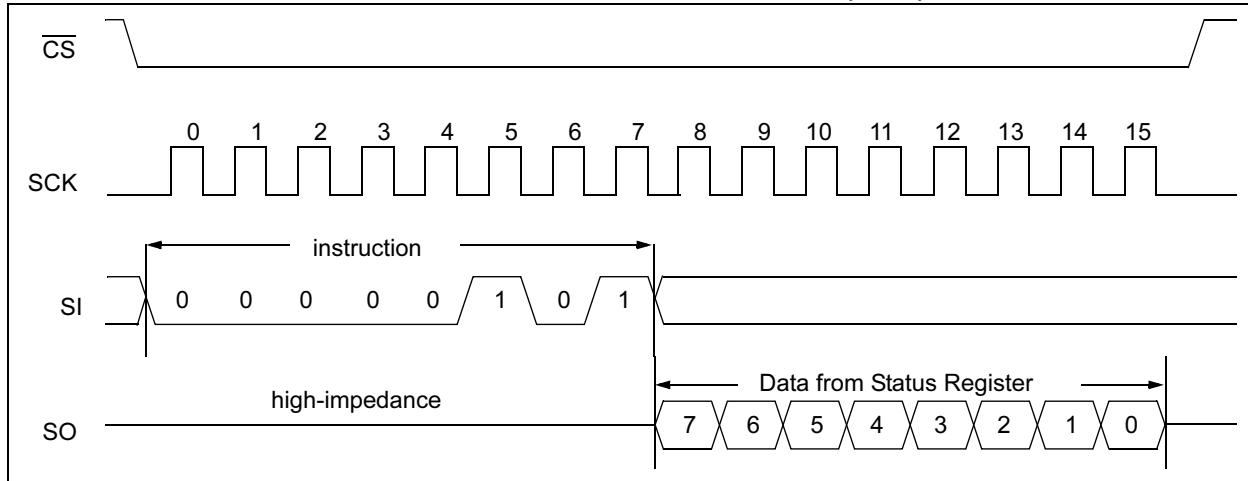 CS
0 1 2 3 4 5 6 7 8 9 10 11 12 13 14 15
SCK
instruction
SI 0 0 0 0 0 1 0 1
Data from Status Register
high-impedance
SO 7 6 5 4 3 2 1 0